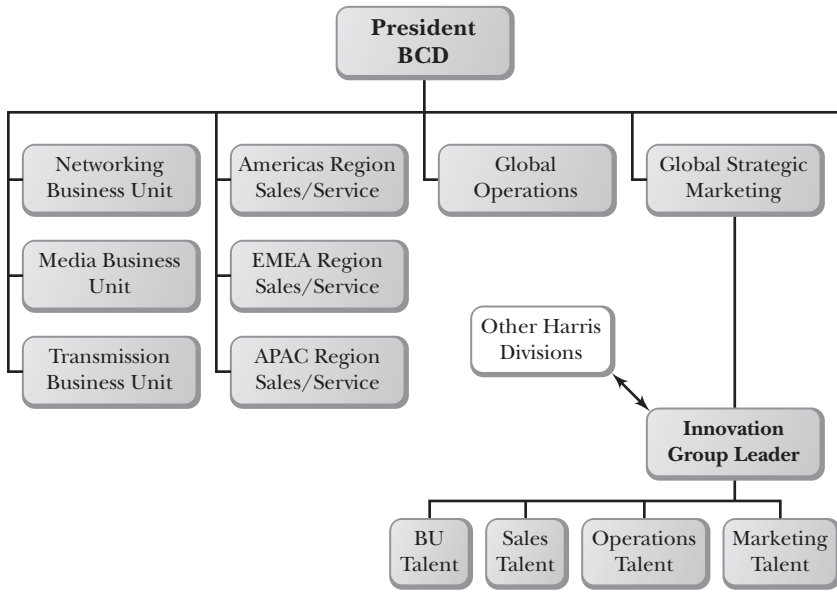 President
BCD
Networking
Business Unit
Americas Region
Sales/Service
Global
Operations
Global Strategic
Marketing
Media Business
Unit
EMEA Region
Sales/Service
Other Harris
Divisions
Transmission
Business Unit
APAC Region
Sales/Service
Innovation
Group Leader
BU
Talent
Sales
Talent
Operations
Talent
Marketing
Talent